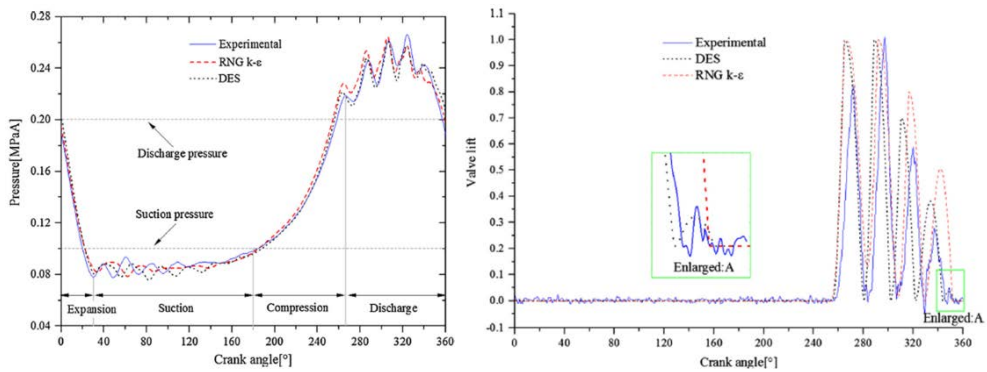 0.28
0.24
0.20
0.16
0.12
0.08
0.04
Pressure[MPaA]
Experimental
RNG k-ε
DES
Discharge pressure
Suction pressure
Expansion Suction Compression Discharge
0 40 80 120 160 200 240 280 320 360
Crank angle[°]
1.1
1.0
0.9
0.8
0.7
0.6
0.5
0.4
0.3
0.2
0.1
0.0
-0.1
Valve lift
Experimental
DES
RNG k-ε
Enlarged:A
Enlarged:A
0 40 80 120 160 200 240 280 320 360
Crank angle[°]